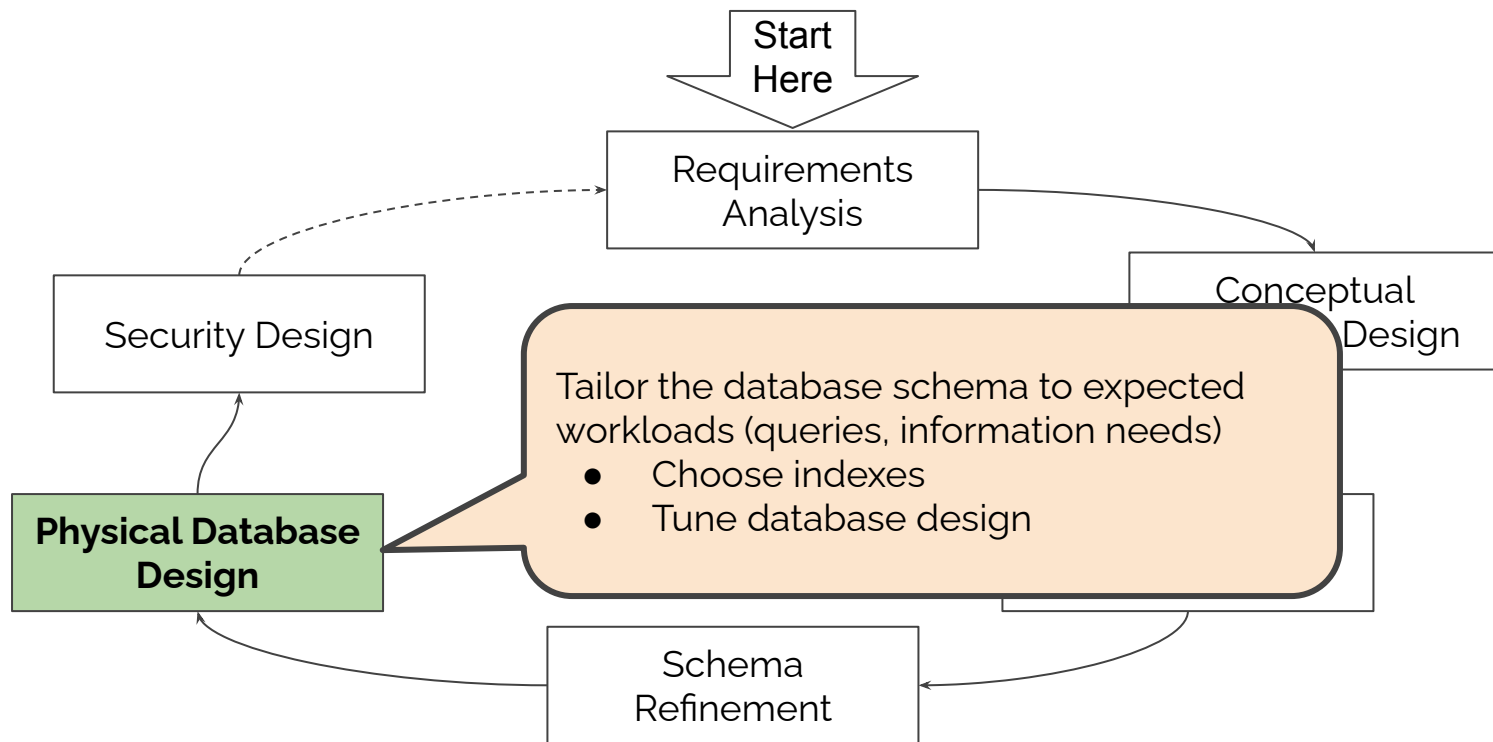 Start
Here
Requirements
Analysis
Conceptual
Design
Security Design
Tailor the database schema to expected
workloads (queries, information needs)
● Choose indexes
● Tune database design
Physical Database
Design
Schema
Refinement